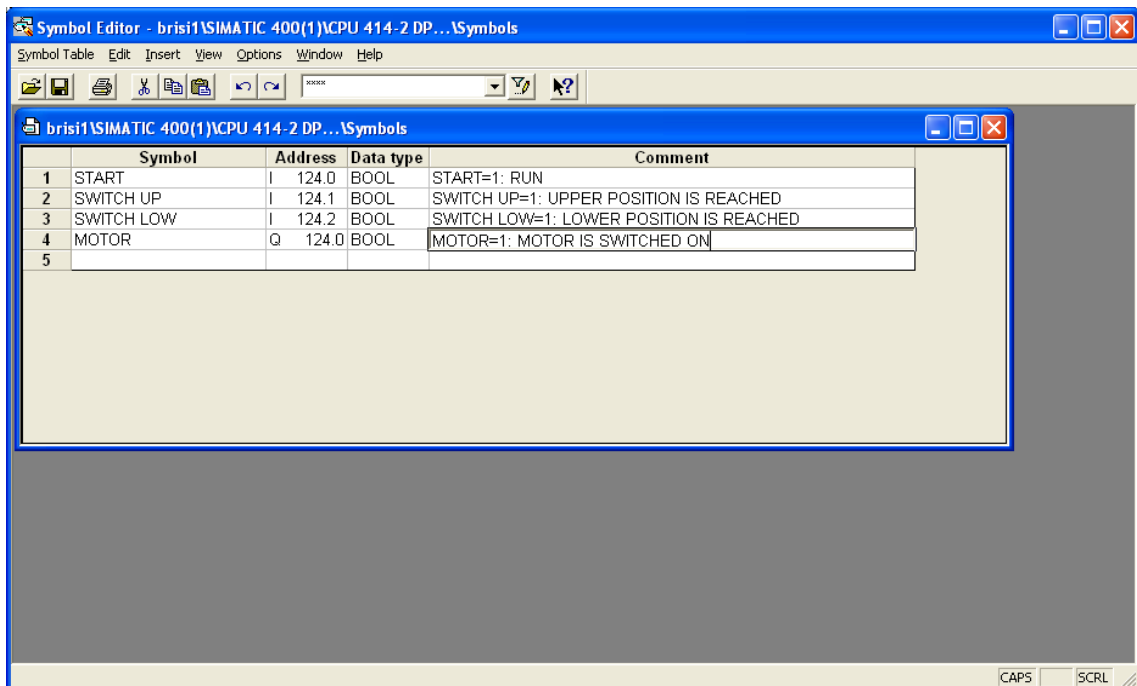 Symbol Editor - brisi1\SIMATIC 400(1)\CPU 414-2 DP...\Symbols
Symbol Table Edit Insert View Options Window Help
xxxx
brisi1\SIMATIC 400(1)\CPU 414-2 DP...\Symbols
Symbol Address Data type Comment
1 START I 124.0 BOOL START=1: RUN
2 SWITCH UP I 124.1 BOOL SWITCH UP=1: UPPER POSITION IS REACHED
3 SWITCH LOW I 124.2 BOOL SWITCH LOW=1: LOWER POSITION IS REACHED
4 MOTOR Q 124.0 BOOL MOTOR=1: MOTOR IS SWITCHED ON
5
CAPS SCRL